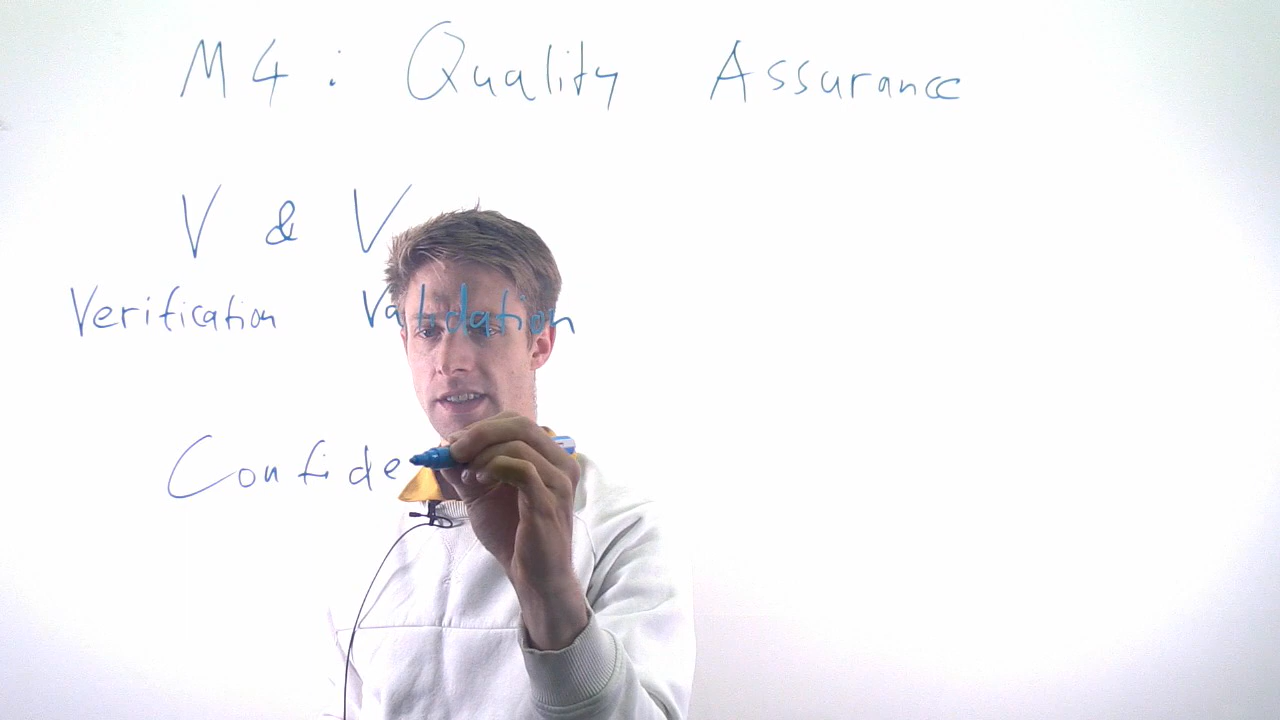 M4: Quality Assurance
V & V
Verification Validation
Confide